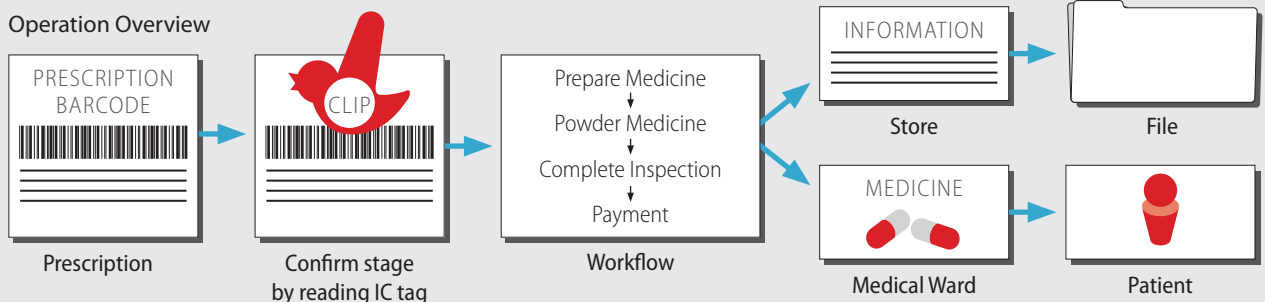 Operation Overview
PRESCRIPTION
BARCODE
Prescription
CLIP
Confirm stage
by reading IC tag
Prepare Medicine
Powder Medicine
Complete Inspection
Payment
Workflow
INFORMATION
Store
File
MEDICINE
Medical Ward
Patient